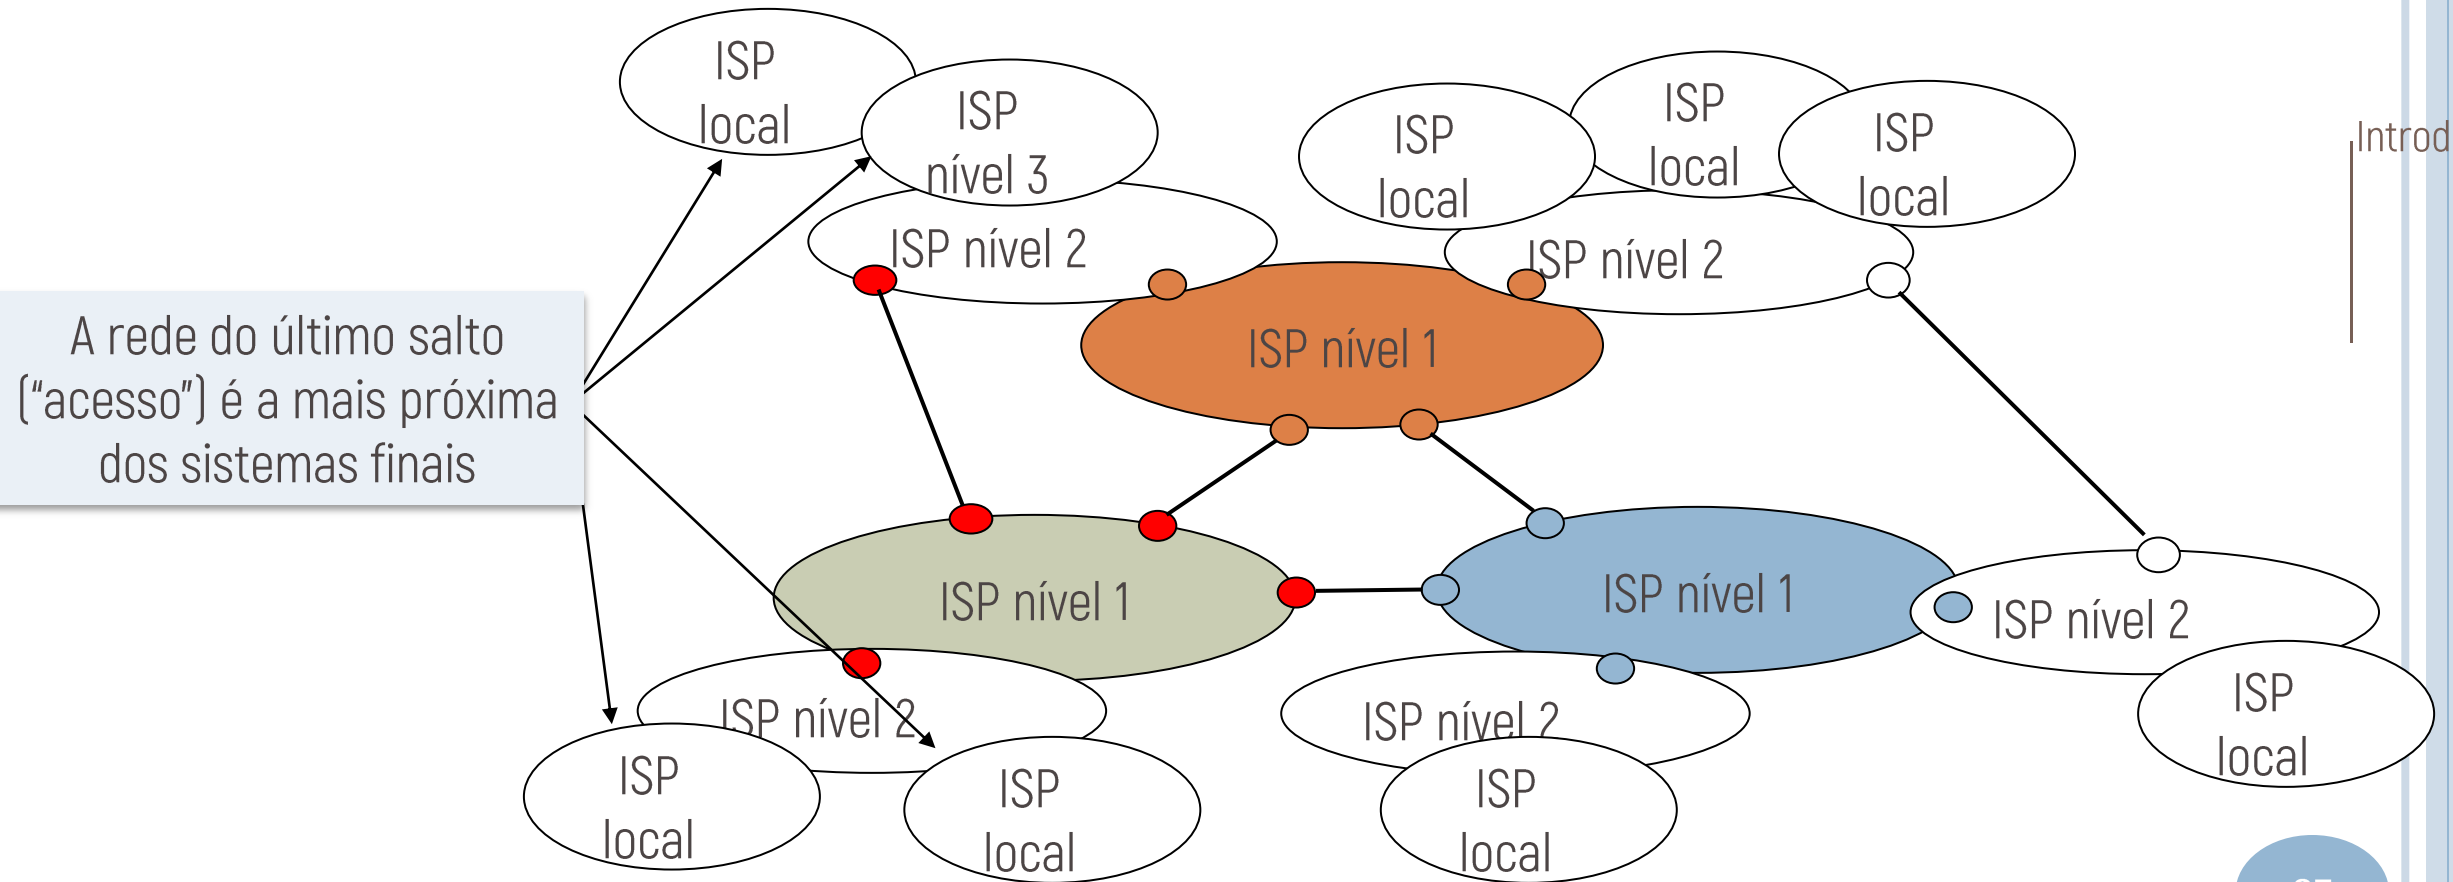 ISP
local
ISP
nível 3
ISP nível 2
ISP
local
ISP
local
ISP
local
ISP nível 2
Introd
A rede do último salto
("acesso") é a mais próxima
dos sistemas finais
ISP nível 1
ISP nível 1
ISP nível 1
ISP nível 2
ISP
local
ISP nível 2
ISP
local
ISP
local
ISP nível 2
ISP
local